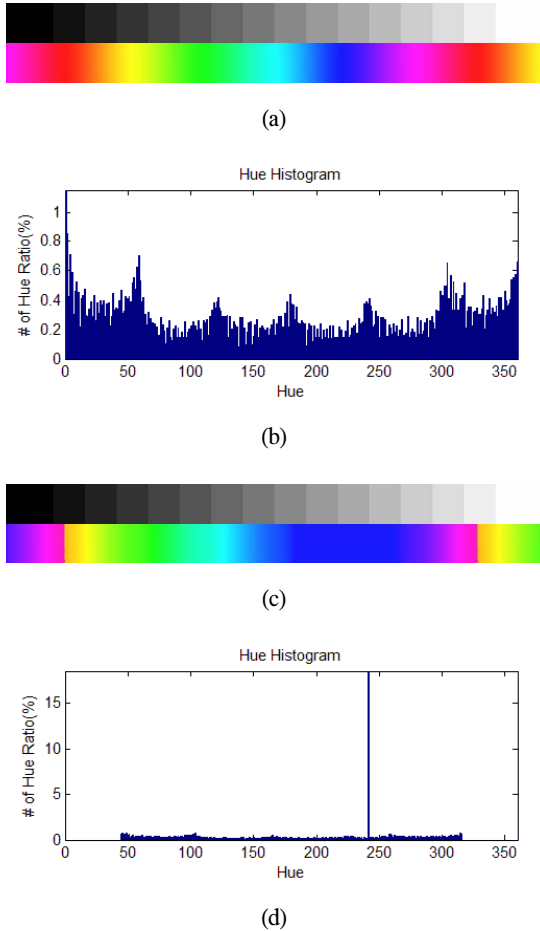 (a)
Hue Histogram
# of Hue Ratio(%)
1
0.8
0.6
0.4
0.2
0
0 50 100 150 200 250 300 350
Hue
(b)
(c)
Hue Histogram
# of Hue Ratio(%)
15
10
5
0
0 50 100 150 200 250 300 350
Hue
(d)